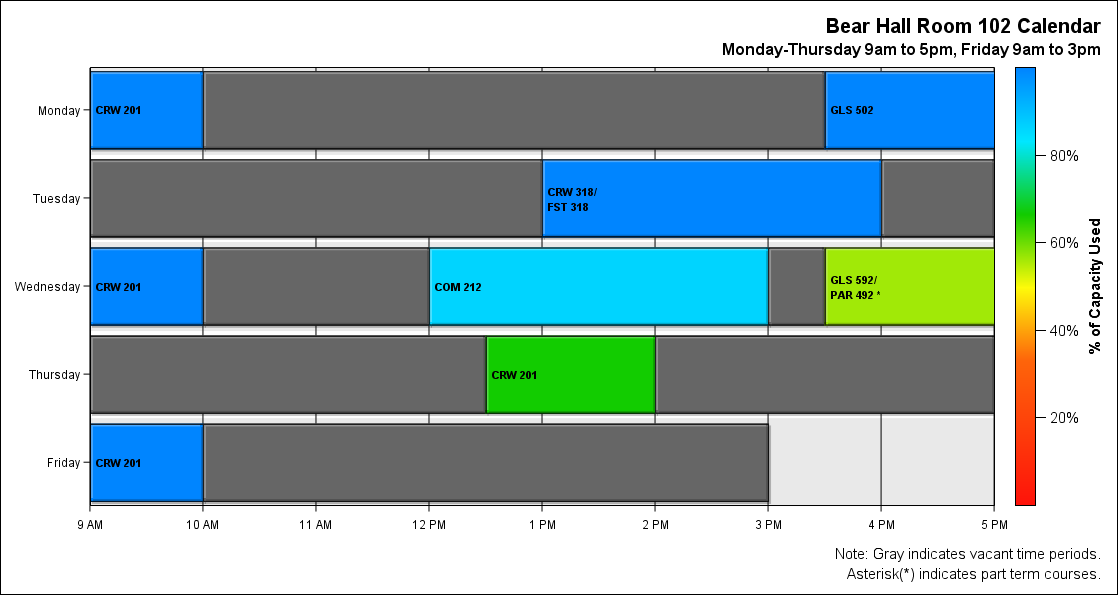 Bear Hall Room 102 Calendar
Monday-Thursday 9am to 5pm, Friday 9am to 3pm
Monday
CRW 201
GLS 502
Tuesday
CRW 318/
FST 318
Wednesday
CRW 201
COM 212
GLS 592/
PAR 492 *
Thursday
CRW 201
Friday
CRW 201
9 AM
10 AM
11 AM
12 PM
1 PM
2 PM
3 PM
4 PM
5 PM
80%
60%
40%
20%
% of Capacity Used
Note: Gray indicates vacant time periods.
Asterisk(*) indicates part term courses.